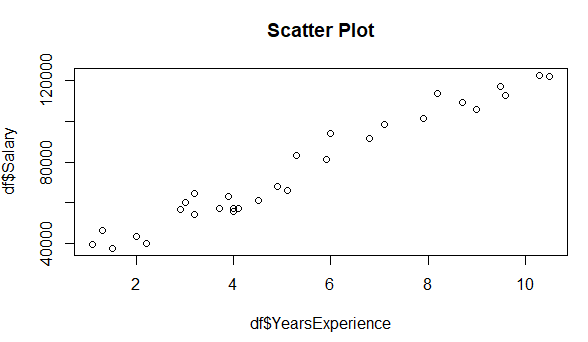 Scatter Plot
120000
80000
40000
df$Salary
2 4 6 8 10
df$YearsExperience